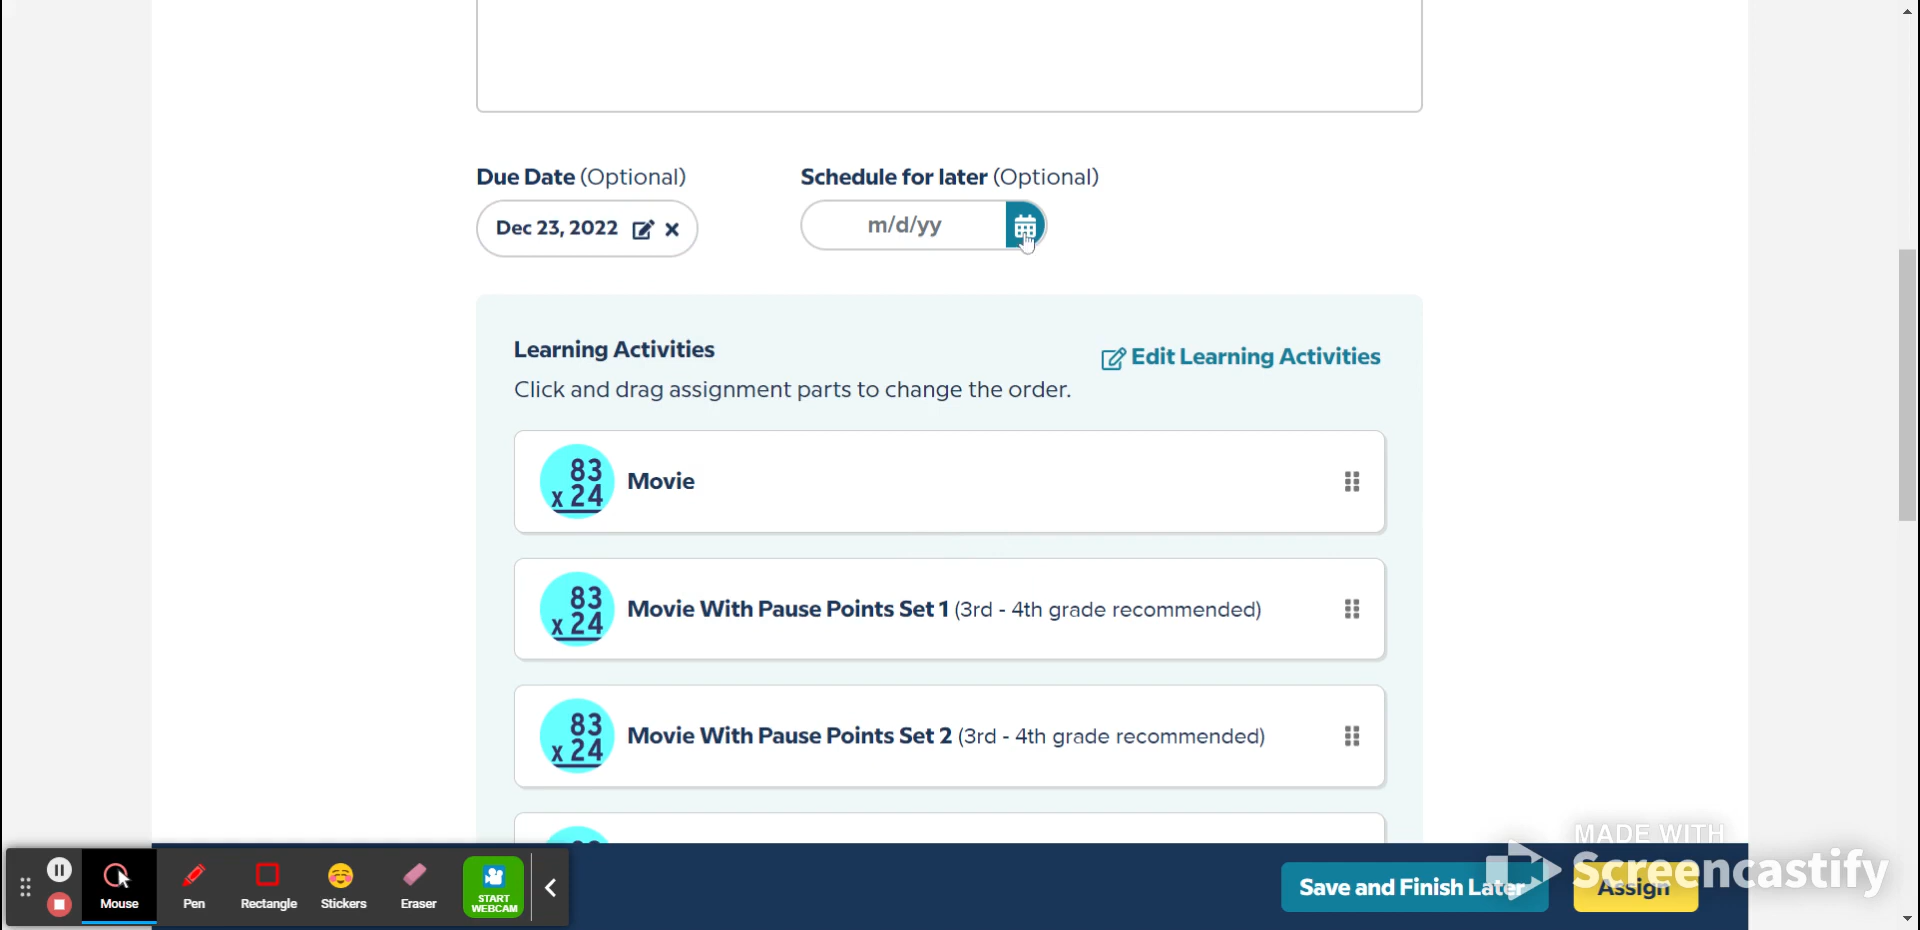 Due Date (Optional)
Schedule for later (Optional)
Dec 23, 2022
m/d/yy
Learning Activities
Edit Learning Activities
Click and drag assignment parts to change the order.
83
x 24
Movie
83
x 24
Movie With Pause Points Set 1 (3rd - 4th grade recommended)
83
x 24
Movie With Pause Points Set 2 (3rd - 4th grade recommended)
Mouse
Pen
Rectangle
Stickers
Eraser
START
WEBCAM
Save and Finish Later
Assign
MADE WITH
Screencastify